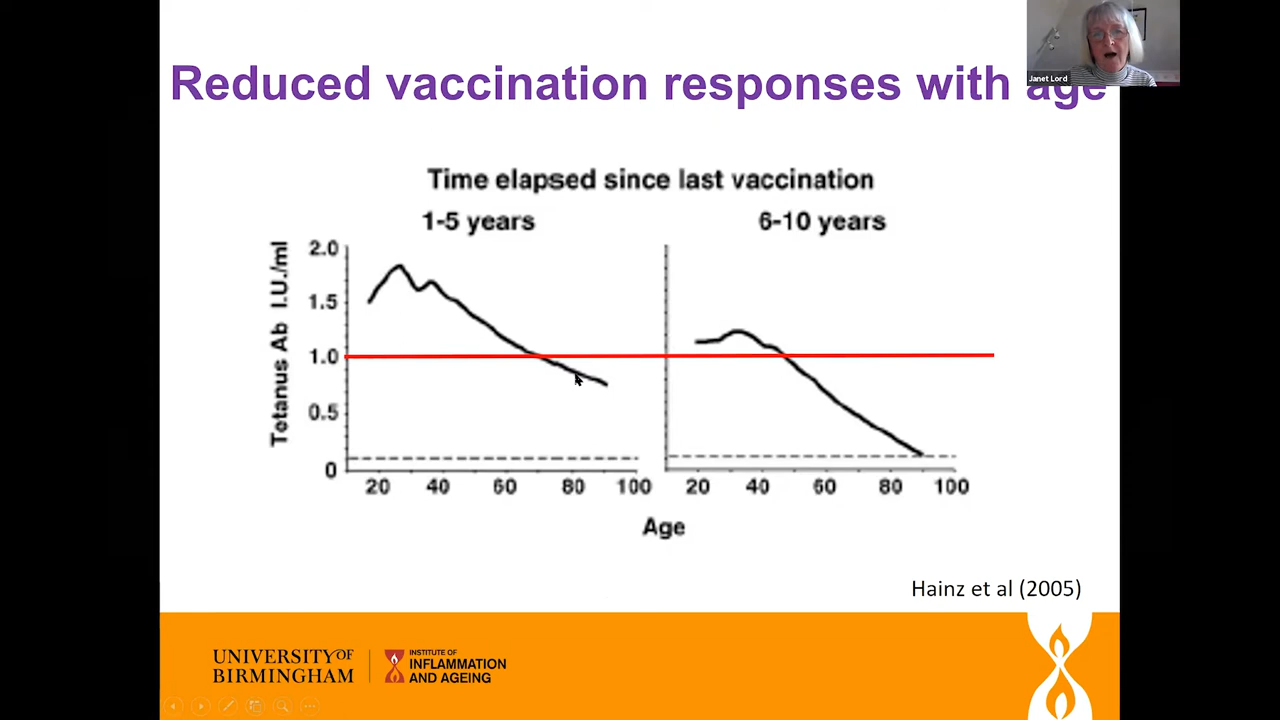 Janet Lord
Reduced vaccination responses with age
Time elapsed since last vaccination
1-5 years
6-10 years
Tetanus Ab I.U./ml
2.0
1.5
1.0
0.5
0
20 40 60 80 100
20 40 60 80 100
Age
Hainz et al (2005)
UNIVERSITY OF
BIRMINGHAM
INSTITUTE OF
INFLAMMATION
AND AGEING